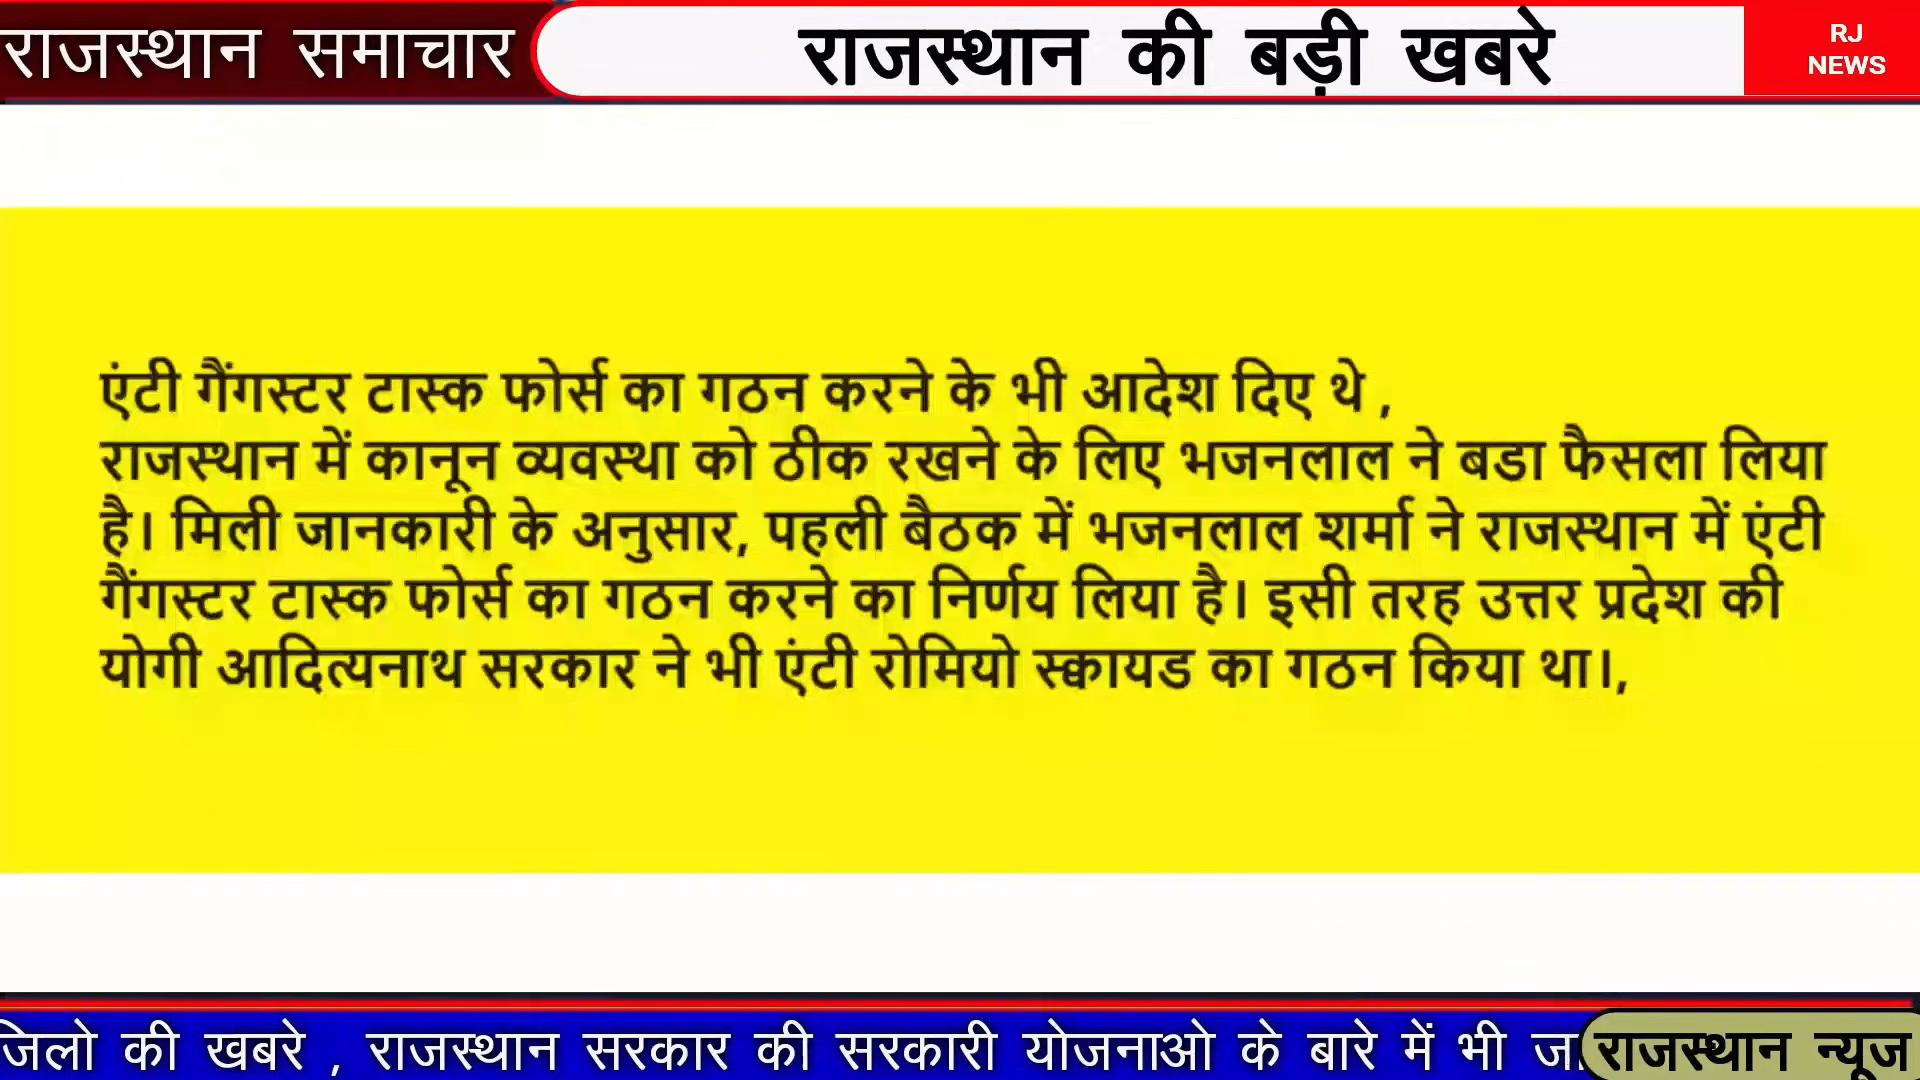 राजस्थान समाचार
राजस्थान की बड़ी खबरे
RJ
NEWS
एंटी गैंगस्टर टास्क फोर्स का गठन करने के भी आदेश दिए थे ,
राजस्थान में कानून व्यवस्था को ठीक रखने के लिए भजनलाल ने बडा फैसला लिया
है। मिली जानकारी के अनुसार, पहली बैठक में भजनलाल शर्मा ने राजस्थान में एंटी
गैंगस्टर टास्क फोर्स का गठन करने का निर्णय लिया है। इसी तरह उत्तर प्रदेश की
योगी आदित्यनाथ सरकार ने भी एंटी रोमियो स्क्वायड का गठन किया था।,
जिलो की खबरे , राजस्थान सरकार की सरकारी योजनाओ के बारे में भी जा
राजस्थान न्यूज